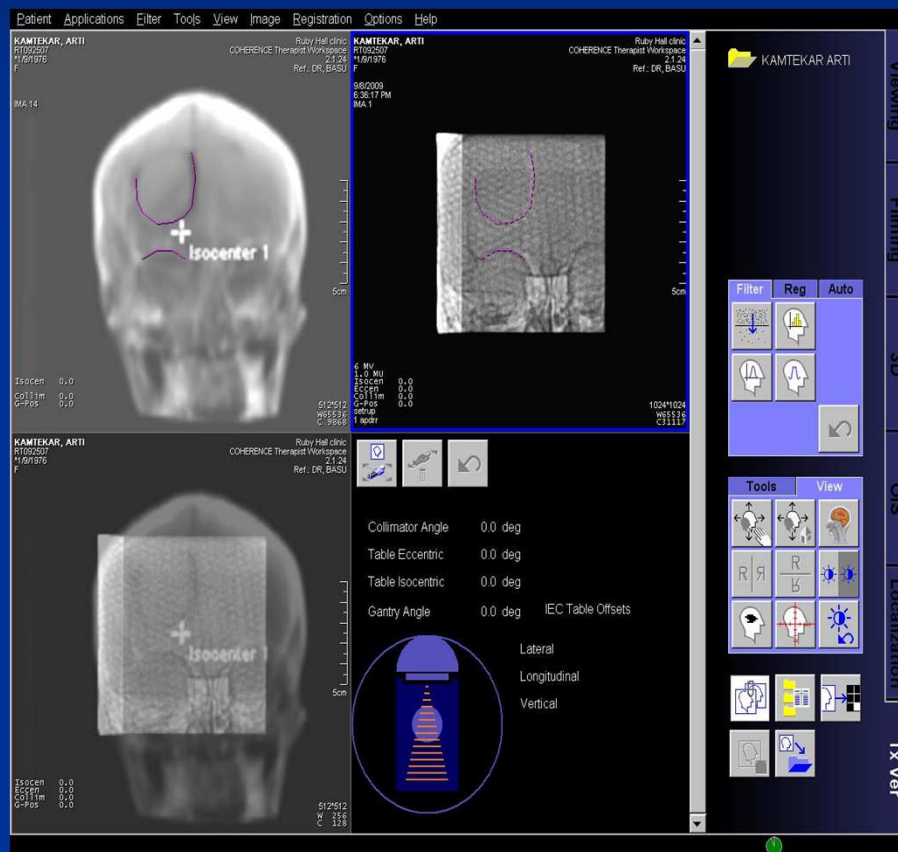 Patient Applications Filter Tools View Image Registration Options Help
KAMTEKAR, ARTI
RT092507
*1/9/1976
F
IMA 14
Ruby Hall clinic
COHERENCE Therapist Workspace
2.1.24
Ref.: DR, BASU
Isocenter 1
5cm
Isocen 0.0
Collim 0.0
G-Pos 0.0
512*512
W65536
C 9868
KAMTEKAR, ARTI
RT092507
*1/9/1976
F
9/8/2009
6:36:17 PM
IMA 1
Ruby Hall clinic
COHERENCE Therapist Workspace
2.1.24
Ref.: DR, BASU
5cm
6 MV
1.0 MU
Isocen 0.0
Eccen 0.0
Collim 0.0
G-Pos 0.0
setrup
1 apdrr
1024*1024
W65536
C31117
KAMTEKAR, ARTI
RT092507
*1/9/1976
F
Ruby Hall clinic
COHERENCE Therapist Workspace
2.1.24
Ref.: DR, BASU
Isocenter 1
5cm
Isocen 0.0
Eccen 0.0
Collim 0.0
G-Pos 0.0
512*512
W 256
C 128
Collimator Angle 0.0 deg
Table Eccentric 0.0 deg
Table Isocentric 0.0 deg
Gantry Angle 0.0 deg
IEC Table Offsets
Lateral
Longitudinal
Vertical
KAMTEKAR ARTI
Filter Reg Auto
Tools View
Viewing
Filming
3D
OIS
Localization
Tx Ver